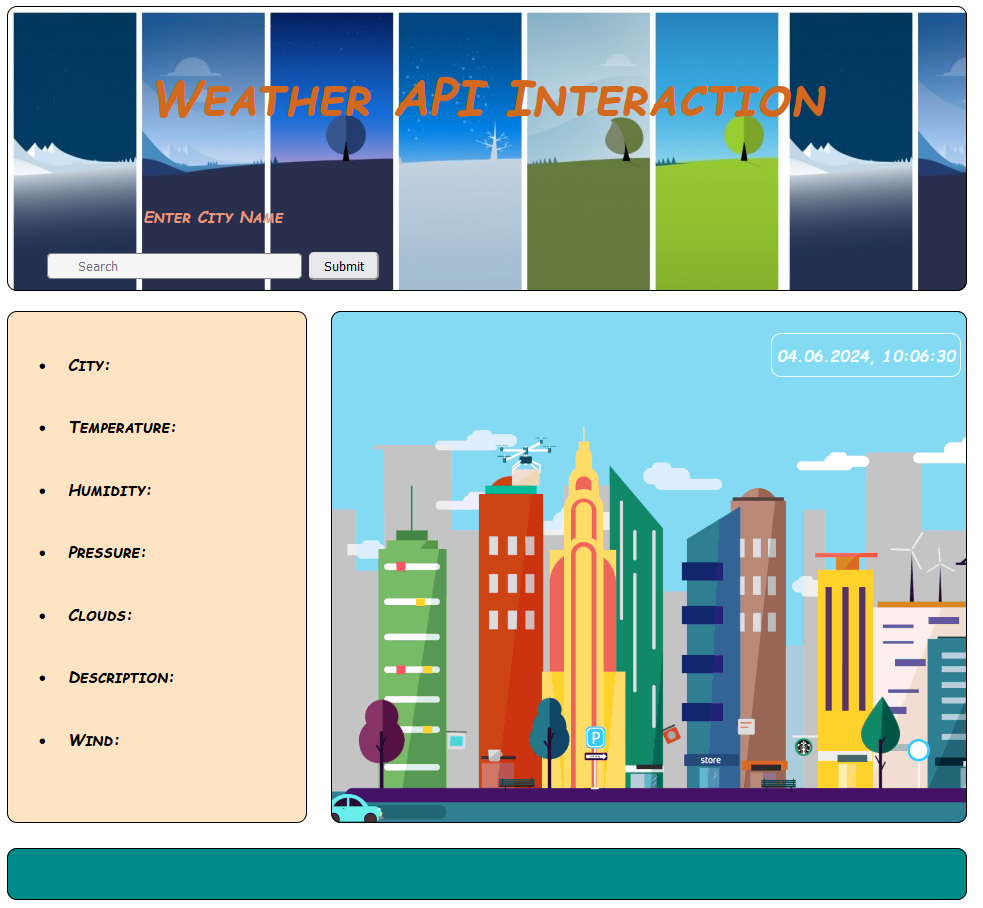 Weather API Interaction
Enter City Name
Search
Submit
City:
Temperature:
Humidity:
Pressure:
Clouds:
Description:
Wind:
04.06.2024, 10:06:30
P
store